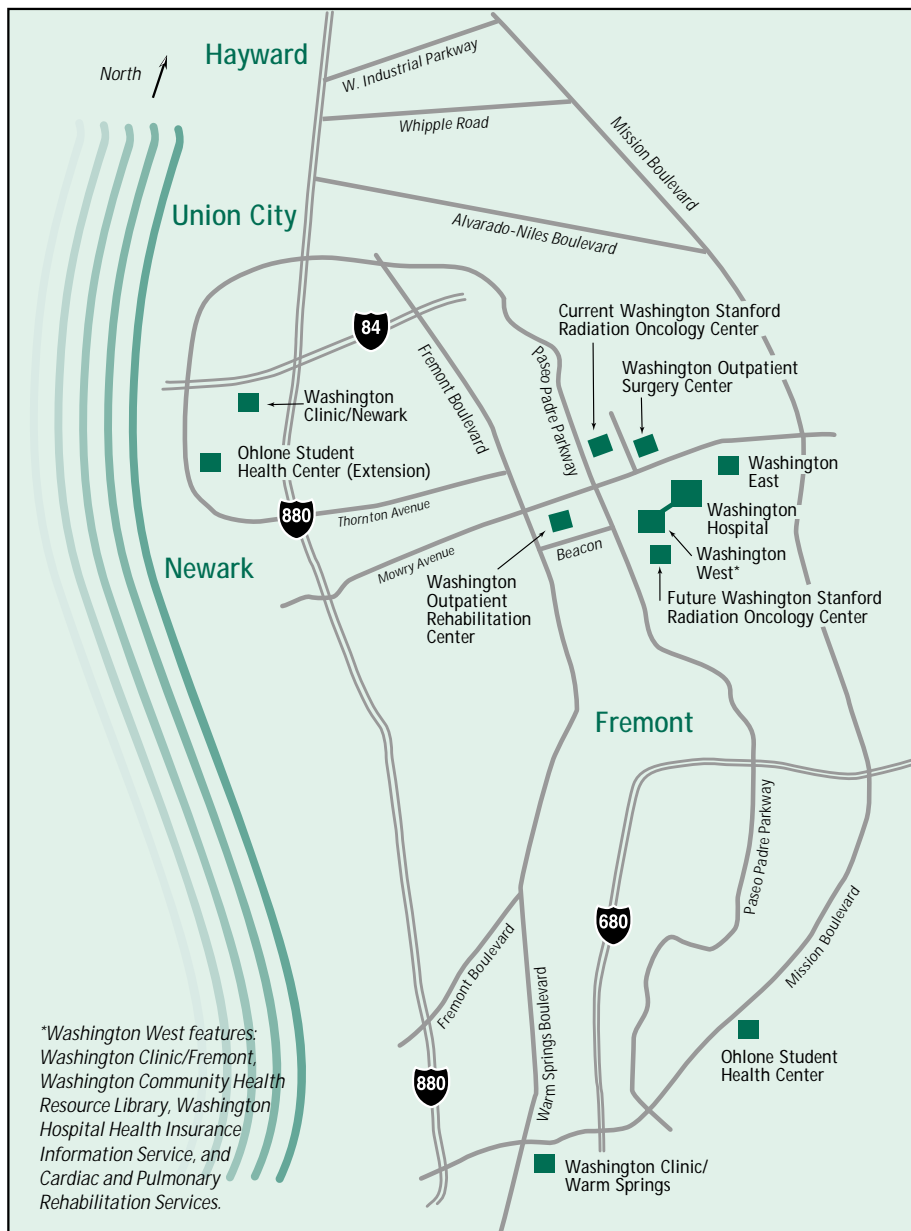 Hayward
North
W. Industrial Parkway
Whipple Road
Mission Boulevard
Union City
Alvarado-Niles Boulevard
84
Fremont Boulevard
Paseo Padre Parkway
Current Washington Stanford
Radiation Oncology Center
Washington Outpatient
Surgery Center
Washington
Clinic/Newark
Ohlone Student
Health Center (Extension)
Washington
East
Washington
Hospital
880
Thornton Avenue
Newark
Mowry Avenue
Beacon
Washington
West*
Washington
Outpatient
Rehabilitation
Center
Future Washington Stanford
Radiation Oncology Center
Fremont
Paseo Padre Parkway
680
Mission Boulevard
Fremont Boulevard
Warm Springs Boulevard
Ohlone Student
Health Center
880
Washington Clinic/
Warm Springs
*Washington West features:
Washington Clinic/Fremont,
Washington Community Health
Resource Library, Washington
Hospital Health Insurance
Information Service, and
Cardiac and Pulmonary
Rehabilitation Services.